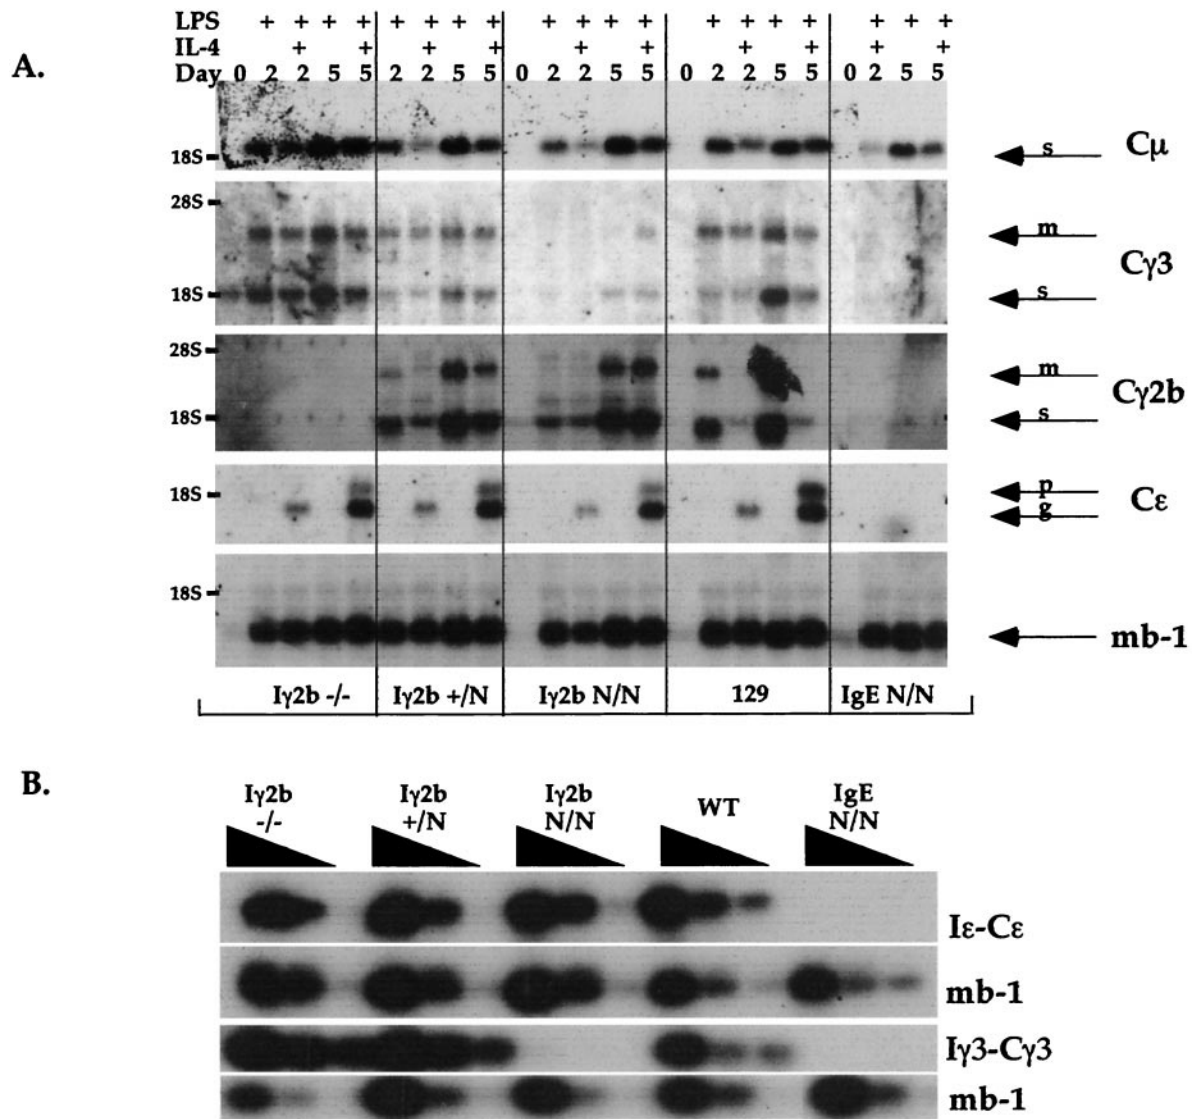 A.
LPS + + + + + + + + + + + + + + + + + + +
IL-4 + + + + + + + + + +
Day 0 2 2 5 5 2 2 5 5 0 2 2 5 5 0 2 2 5 5 0 2 5 5
18S s Cμ
28S m
Cγ3
18S s
28S m
Cγ2b
18S s
18S p
Cε
g
18S
mb-1
Iγ2b -/- Iγ2b +/N Iγ2b N/N 129 IgE N/N
B.
Iγ2b Iγ2b Iγ2b WT IgE
-/- +/N N/N N/N
Iε-Cε
mb-1
Iγ3-Cγ3
mb-1